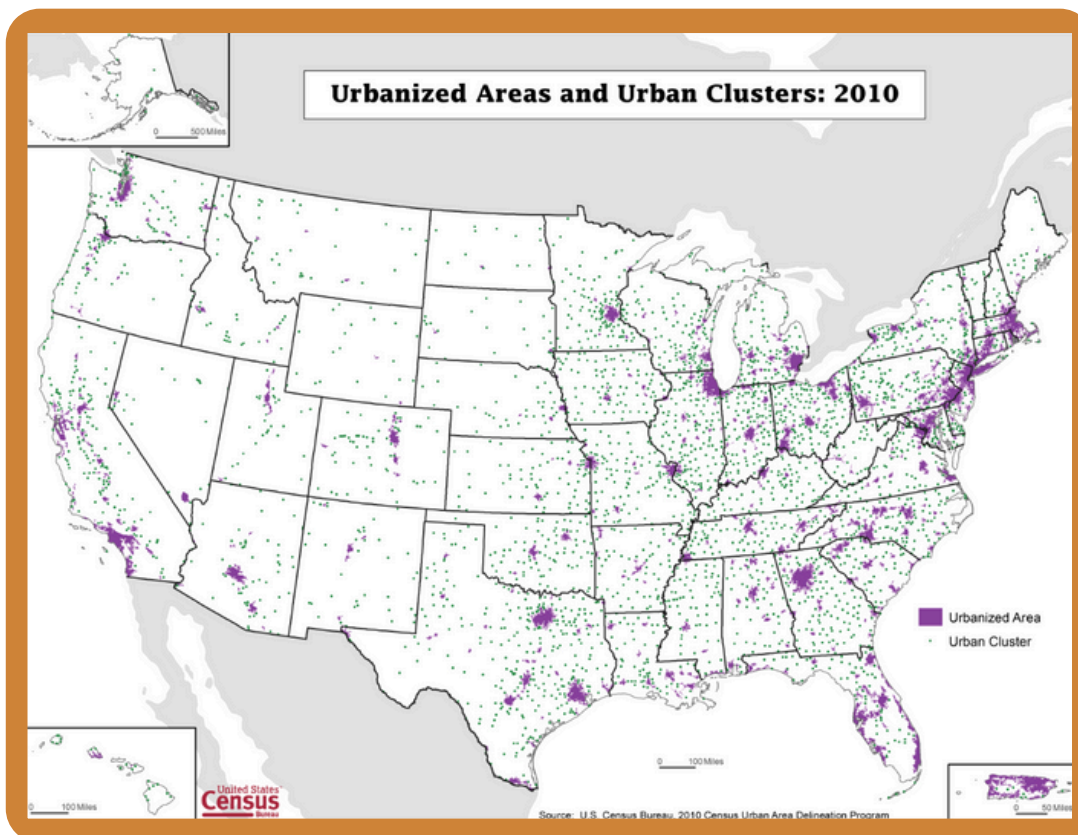 Urbanized Areas and Urban Clusters: 2010
0 500 Miles
Urbanized Area
Urban Cluster
0 100 Miles
0 100 Miles
United States
Census
Bureau
0 50 Miles
Source: U.S. Census Bureau, 2010 Census Urban Area Delineation Program